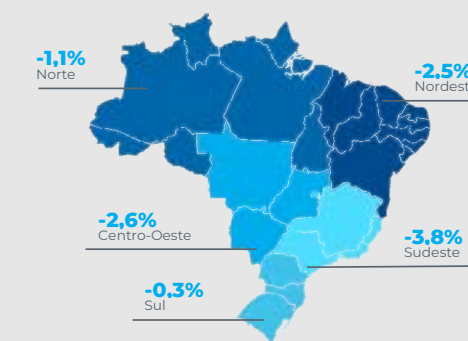 -1,1%
Norte
-2,5%
Nordest
-2,6%
Centro-Oeste
-3,8%
Sudeste
-0,3%
Sul